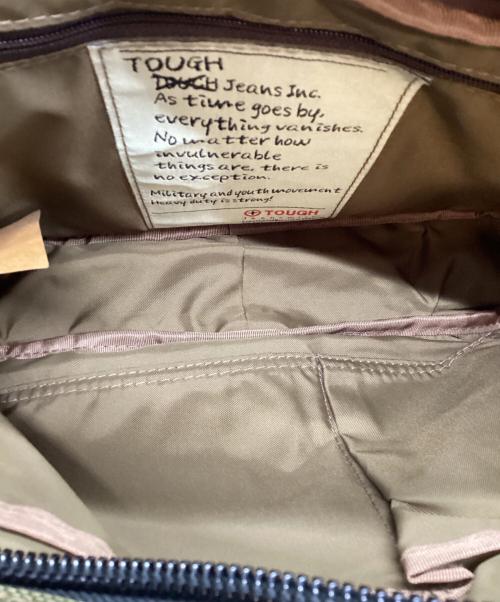 TOUGH
TOUGH Jeans Inc.
As time goes by,
everything vanishes.
No matter how
invulnerable
things are, there is
no exception.
Military and youth movement
Heavy duty is strong!
TOUGH